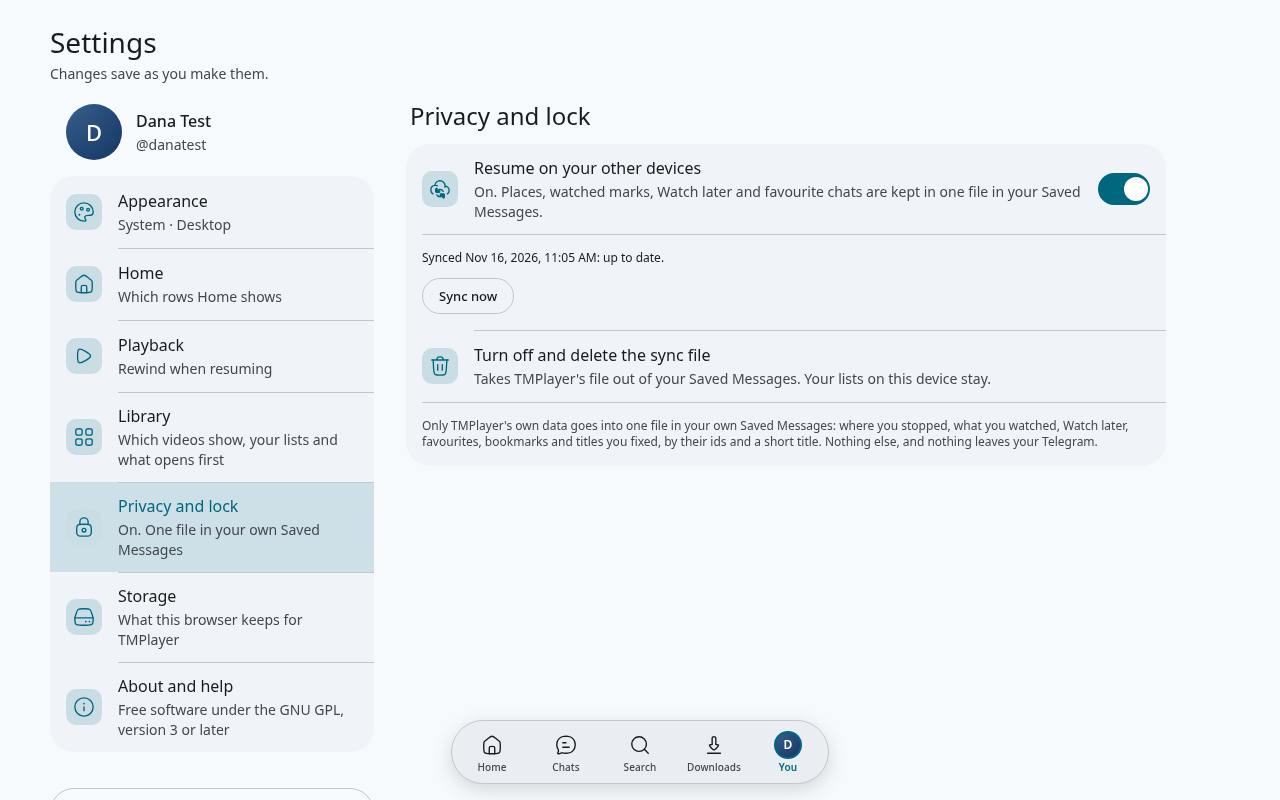 Settings
Changes save as you make them.
D
Dana Test
@danatest
Appearance
System · Desktop
Home
Which rows Home shows
Playback
Rewind when resuming
Library
Which videos show, your lists and
what opens first
Privacy and lock
On. One file in your own Saved
Messages
Storage
What this browser keeps for
TMPlayer
About and help
Free software under the GNU GPL,
version 3 or later
Privacy and lock
Resume on your other devices
On. Places, watched marks, Watch later and favourite chats are kept in one file in your Saved
Messages.
Synced Nov 16, 2026, 11:05 AM: up to date.
Sync now
Turn off and delete the sync file
Takes TMPlayer's file out of your Saved Messages. Your lists on this device stay.
Only TMPlayer's own data goes into one file in your own Saved Messages: where you stopped, what you watched, Watch later,
favourites, bookmarks and titles you fixed, by their ids and a short title. Nothing else, and nothing leaves your Telegram.
Home
Chats
Search
Downloads
D
You